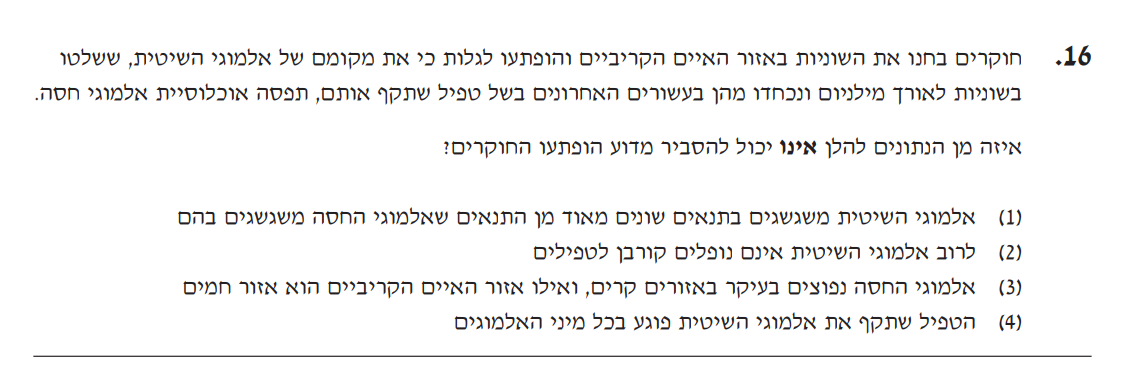 16. חוקרים בחנו את השוניות באזור האיים הקריביים והופתעו לגלות כי את מקומם של אלמוגי השיטית, ששלטו
בשוניות לאורך מילניום ונכחדו מהן בעשורים האחרונים בשל טפיל שתקף אותם, תפסה אוכלוסיית אלמוגי חסה.
איזה מן הנתונים להלן אינו יכול להסביר מדוע הופתעו החוקרים?
(1) אלמוגי השיטית משגשגים בתנאים שונים מאוד מן התנאים שאלמוגי החסה משגשגים בהם
(2) לרוב אלמוגי השיטית אינם נופלים קורבן לטפילים
(3) אלמוגי החסה נפוצים בעיקר באזורים קרים, ואילו אזור האיים הקריביים הוא אזור חמים
(4) הטפיל שתקף את אלמוגי השיטית פוגע בכל מיני האלמוגים